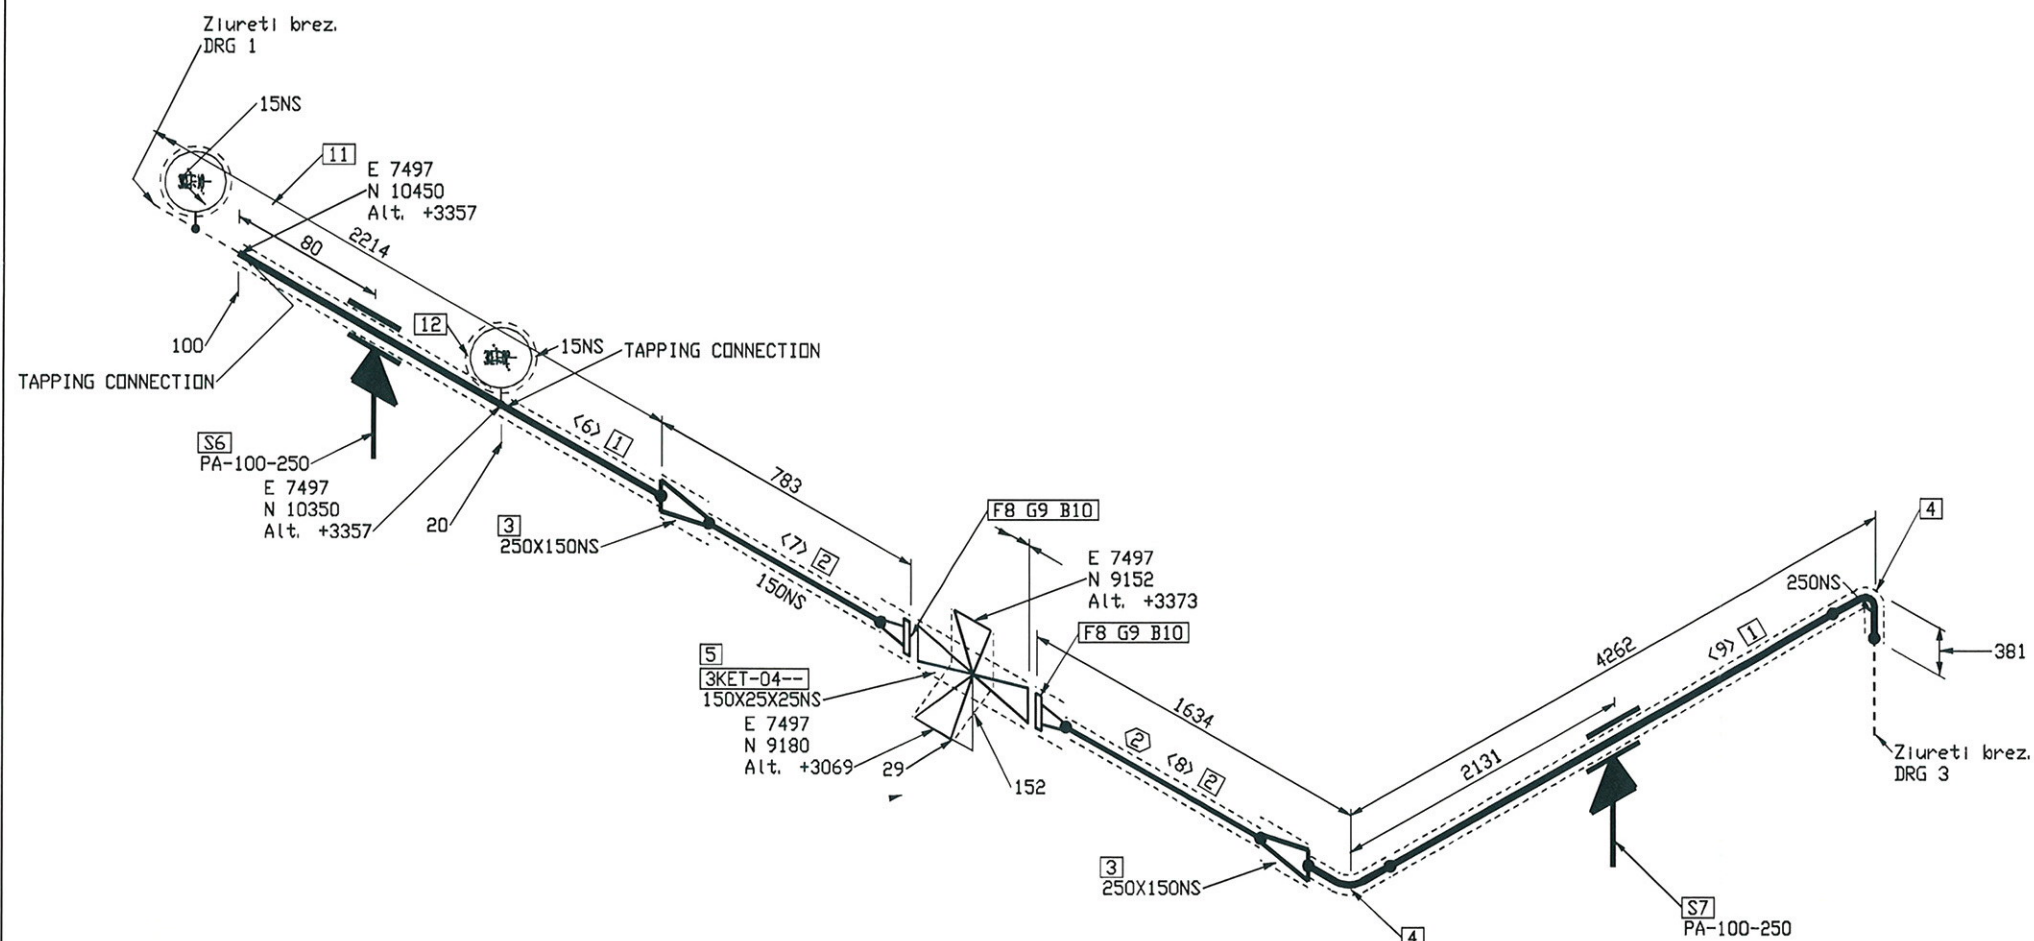 Ziureti brez.
DRG 1
15NS
11
E 7497
N 10450
Alt. +3357
80
2214
100
TAPPING CONNECTION
12
15NS
TAPPING CONNECTION
S6
PA-100-250
E 7497
N 10350
Alt. +3357
20
<6> 1
3
250X150NS
783
<7> 2
150NS
F8 G9 B10
E 7497
N 9152
Alt. +3373
F8 G9 B10
5
3KET-04--
150X25X25NS
E 7497
N 9180
Alt. +3069
29
152
1634
2 <8> 2
3
250X150NS
4
4262
2131
<9> 1
250NS
4
381
Ziureti brez.
DRG 3
S7
PA-100-250